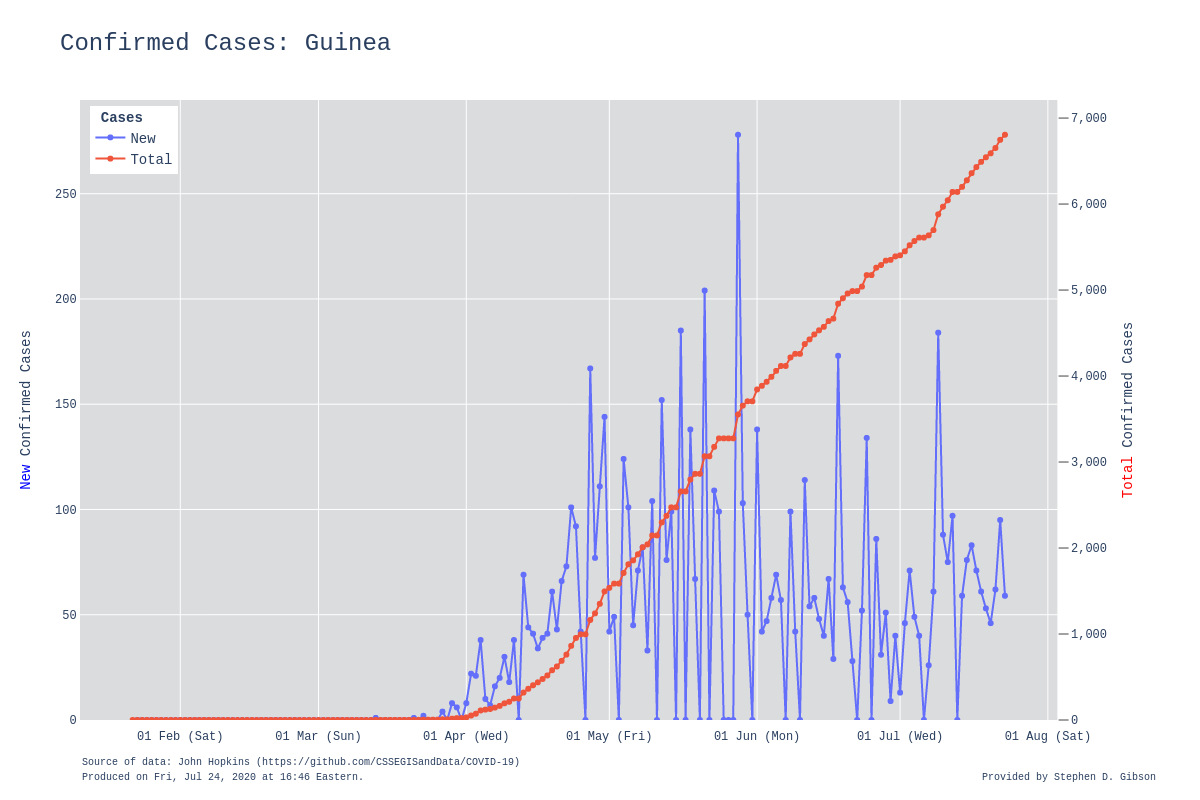 Confirmed Cases: Guinea
Cases
New
Total
250
200
150
100
50
0
7,000
6,000
5,000
4,000
3,000
2,000
1,000
0
New Confirmed Cases
Total Confirmed Cases
01 Feb (Sat)
01 Mar (Sun)
01 Apr (Wed)
01 May (Fri)
01 Jun (Mon)
01 Jul (Wed)
01 Aug (Sat)
Source of data: John Hopkins (https://github.com/CSSEGISandData/COVID-19)
Produced on Fri, Jul 24, 2020 at 16:46 Eastern.
Provided by Stephen D. Gibson